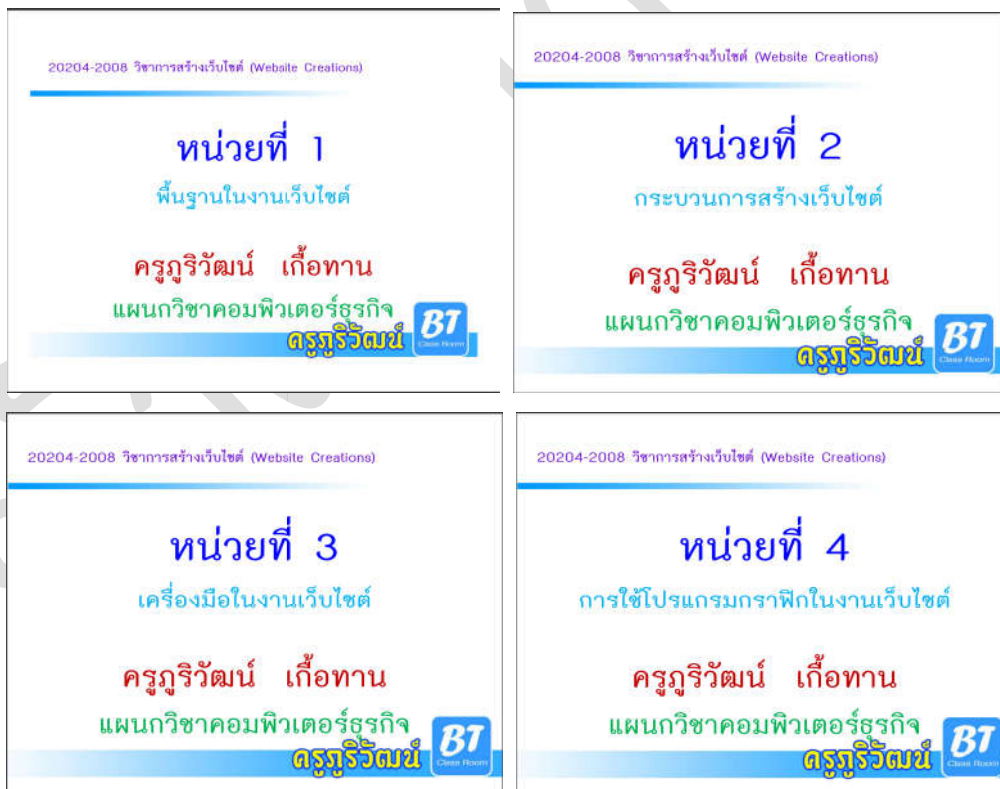 20204-2008 วิชาการสร้างเว็บไซต์ (Website Creations)
หน่วยที่ 1
พื้นฐานในงานเว็บไซต์
ครูภูริวัฒน์ เกื้อทาน
แผนกวิชาคอมพิวเตอร์ธุรกิจ
ครูภูริวัฒน์
BT
Class Room
20204-2008 วิชาการสร้างเว็บไซต์ (Website Creations)
หน่วยที่ 2
กระบวนการสร้างเว็บไซต์
ครูภูริวัฒน์ เกื้อทาน
แผนกวิชาคอมพิวเตอร์ธุรกิจ
ครูภูริวัฒน์
BT
Class Room
20204-2008 วิชาการสร้างเว็บไซต์ (Website Creations)
หน่วยที่ 3
เครื่องมือในงานเว็บไซต์
ครูภูริวัฒน์ เกื้อทาน
แผนกวิชาคอมพิวเตอร์ธุรกิจ
ครูภูริวัฒน์
BT
Class Room
20204-2008 วิชาการสร้างเว็บไซต์ (Website Creations)
หน่วยที่ 4
การใช้โปรแกรมกราฟิกในงานเว็บไซต์
ครูภูริวัฒน์ เกื้อทาน
แผนกวิชาคอมพิวเตอร์ธุรกิจ
ครูภูริวัฒน์
BT
Class Room